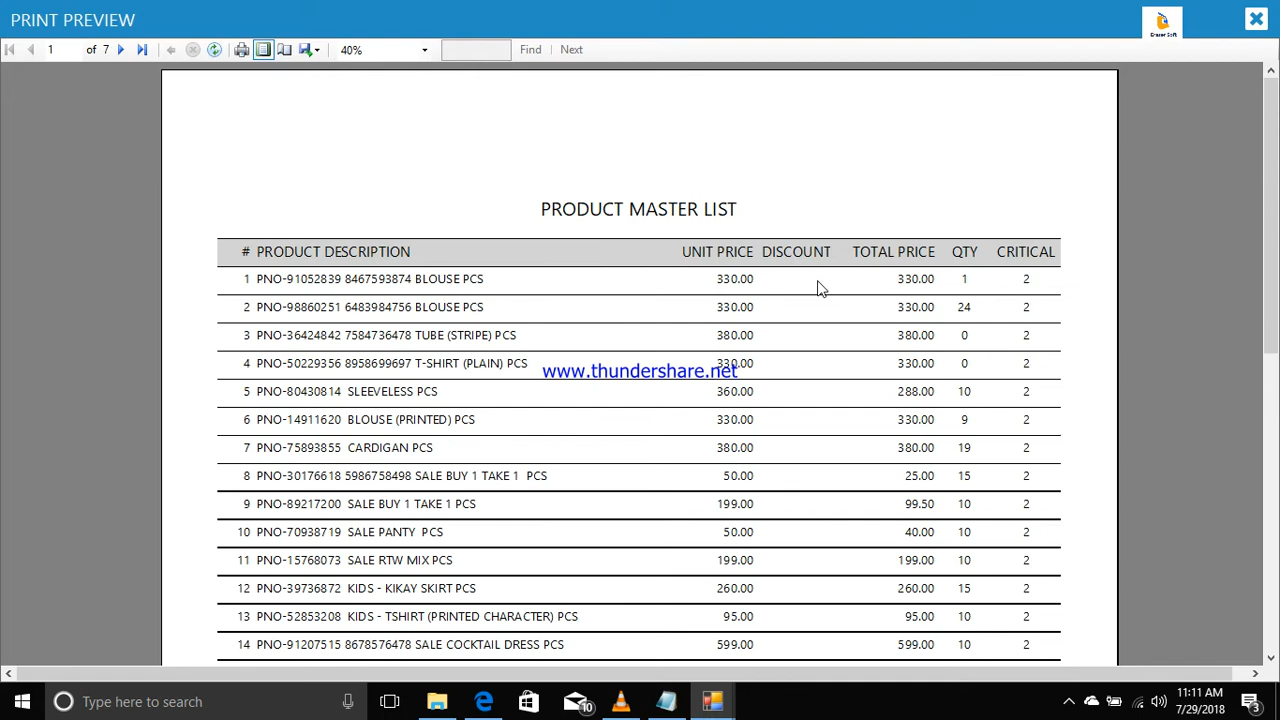 PRINT PREVIEW
Eraser Soft
1 of 7 40% Find Next
PRODUCT MASTER LIST
# PRODUCT DESCRIPTION UNIT PRICE DISCOUNT TOTAL PRICE QTY CRITICAL
1 PNO-91052839 8467593874 BLOUSE PCS 330.00 330.00 1 2
2 PNO-98860251 6483984756 BLOUSE PCS 330.00 330.00 24 2
3 PNO-36424842 7584736478 TUBE (STRIPE) PCS 380.00 380.00 0 2
4 PNO-50229356 8958699697 T-SHIRT (PLAIN) PCS 330.00 330.00 0 2
www.thundershare.net
5 PNO-80430814 SLEEVELESS PCS 360.00 288.00 10 2
6 PNO-14911620 BLOUSE (PRINTED) PCS 330.00 330.00 9 2
7 PNO-75893855 CARDIGAN PCS 380.00 380.00 19 2
8 PNO-30176618 5986758498 SALE BUY 1 TAKE 1 PCS 50.00 25.00 15 2
9 PNO-89217200 SALE BUY 1 TAKE 1 PCS 199.00 99.50 10 2
10 PNO-70938719 SALE PANTY PCS 50.00 40.00 10 2
11 PNO-15768073 SALE RTW MIX PCS 199.00 199.00 10 2
12 PNO-39736872 KIDS - KIKAY SKIRT PCS 260.00 260.00 15 2
13 PNO-52853208 KIDS - TSHIRT (PRINTED CHARACTER) PCS 95.00 95.00 10 2
14 PNO-91207515 8678576478 SALE COCKTAIL DRESS PCS 599.00 599.00 10 2
Type here to search 10 11:11 AM
7/29/2018 3